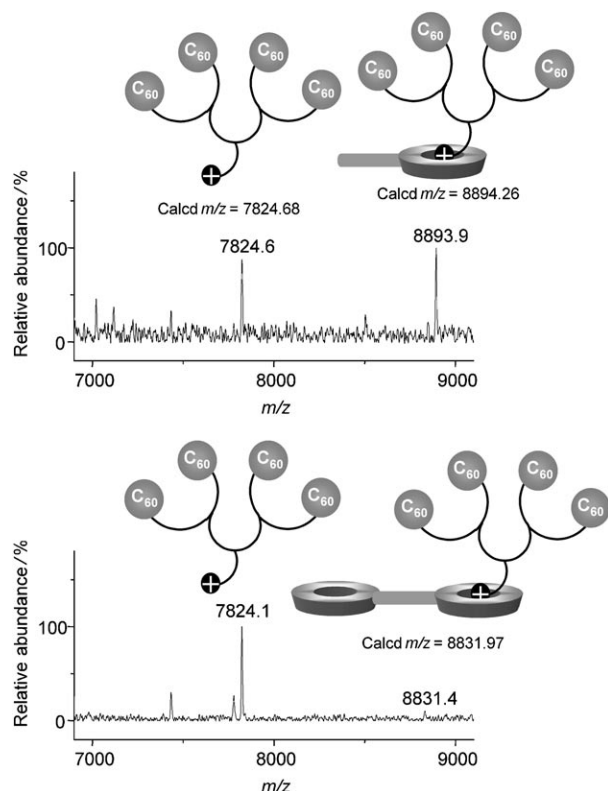 C60 C60 C60 C60
C60 C60 C60 C60
+
+
Calcd m/z = 7824.68
Calcd m/z = 8894.26
Relative abundance/%
100
0
7824.6
8893.9
7000 8000 9000
m/z
C60 C60 C60 C60
C60 C60 C60 C60
+
+
Calcd m/z = 8831.97
Relative abundance/%
100
0
7824.1
8831.4
7000 8000 9000
m/z